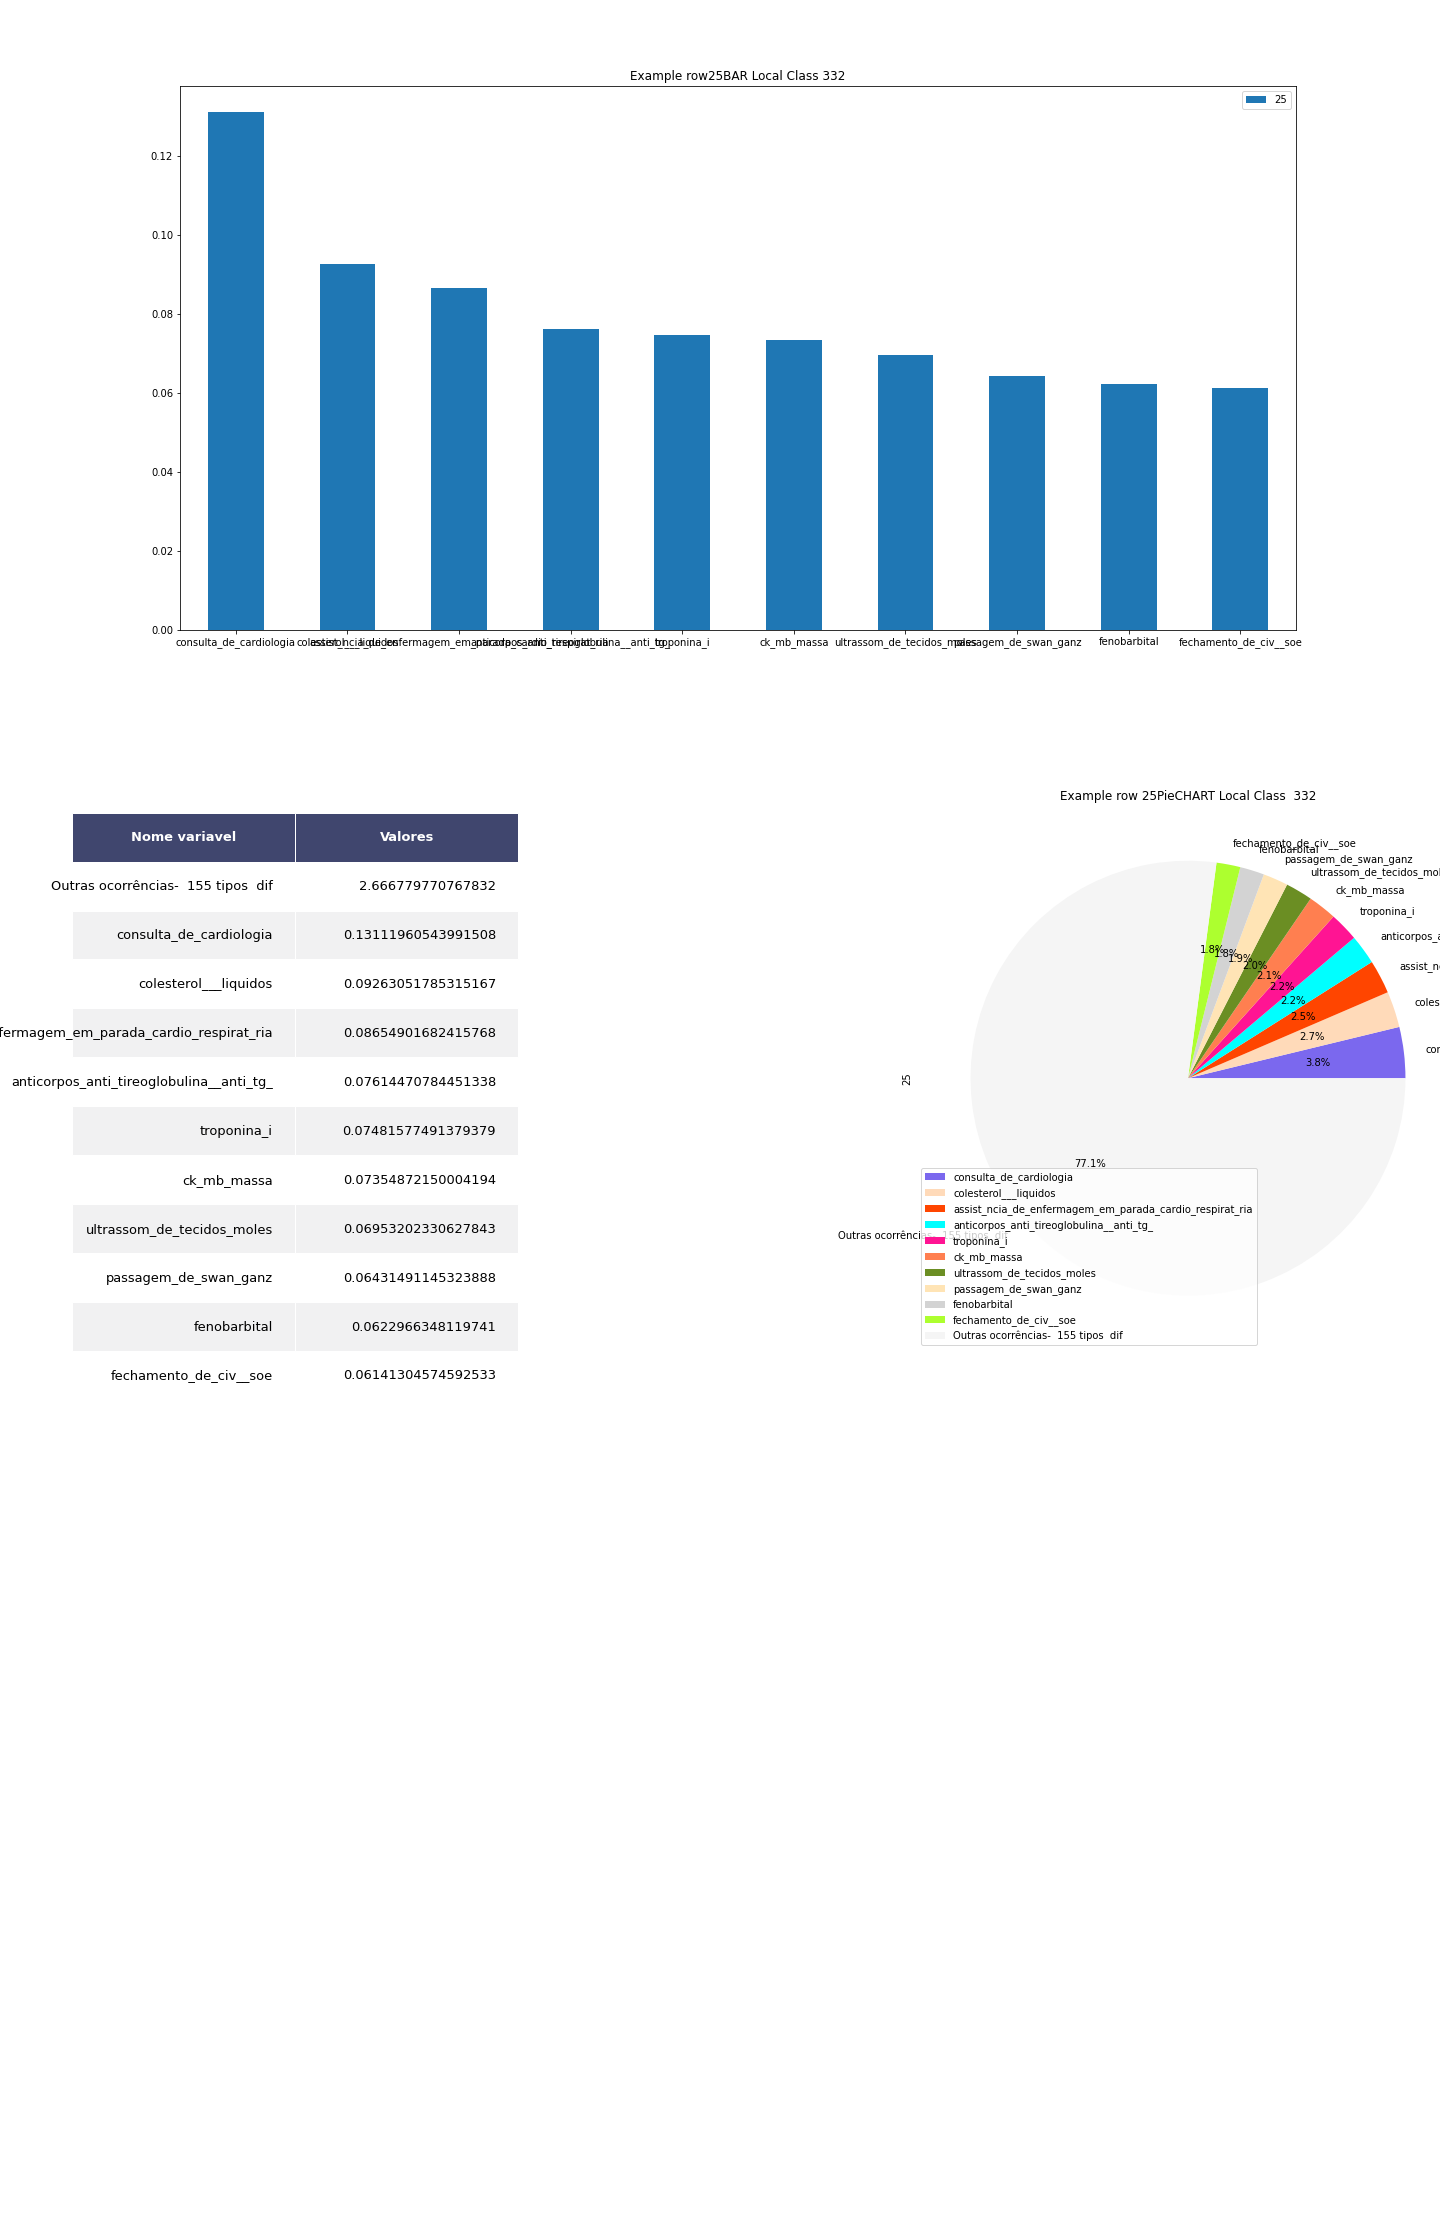 Example row25BAR Local Class 332
25
0.12
0.10
0.08
0.06
0.04
0.02
0.00
consulta_de_cardiologia
colesterol___liquidos
assist_ncia_de_enfermagem_em_parada_cardio_respirat_ria
anticorpos_anti_tireoglobulina__anti_tg_
troponina_i
ck_mb_massa
ultrassom_de_tecidos_moles
passagem_de_swan_ganz
fenobarbital
fechamento_de_civ__soe
Nome variavel Valores
Outras ocorrências-  155 tipos  dif 2.666779770767832
consulta_de_cardiologia 0.13111960543991508
colesterol___liquidos 0.09263051785315167
fermagem_em_parada_cardio_respirat_ria 0.08654901682415768
anticorpos_anti_tireoglobulina__anti_tg_ 0.07614470784451338
troponina_i 0.07481577491379379
ck_mb_massa 0.07354872150004194
ultrassom_de_tecidos_moles 0.06953202330627843
passagem_de_swan_ganz 0.06431491145323888
fenobarbital 0.0622966348119741
fechamento_de_civ__soe 0.06141304574592533
Example row 25PieCHART Local Class  332
fechamento_de_civ__soe
fenobarbital
passagem_de_swan_ganz
ultrassom_de_tecidos_mol
ck_mb_massa
troponina_i
anticorpos_a
assist_n
coles
con
1.8%
1.8%
1.9%
2.0%
2.1%
2.2%
2.2%
2.5%
2.7%
3.8%
25
77.1%
Outras ocorrências-  155 tipos  dif
consulta_de_cardiologia
colesterol___liquidos
assist_ncia_de_enfermagem_em_parada_cardio_respirat_ria
anticorpos_anti_tireoglobulina__anti_tg_
troponina_i
ck_mb_massa
ultrassom_de_tecidos_moles
passagem_de_swan_ganz
fenobarbital
fechamento_de_civ__soe
Outras ocorrências-  155 tipos  dif